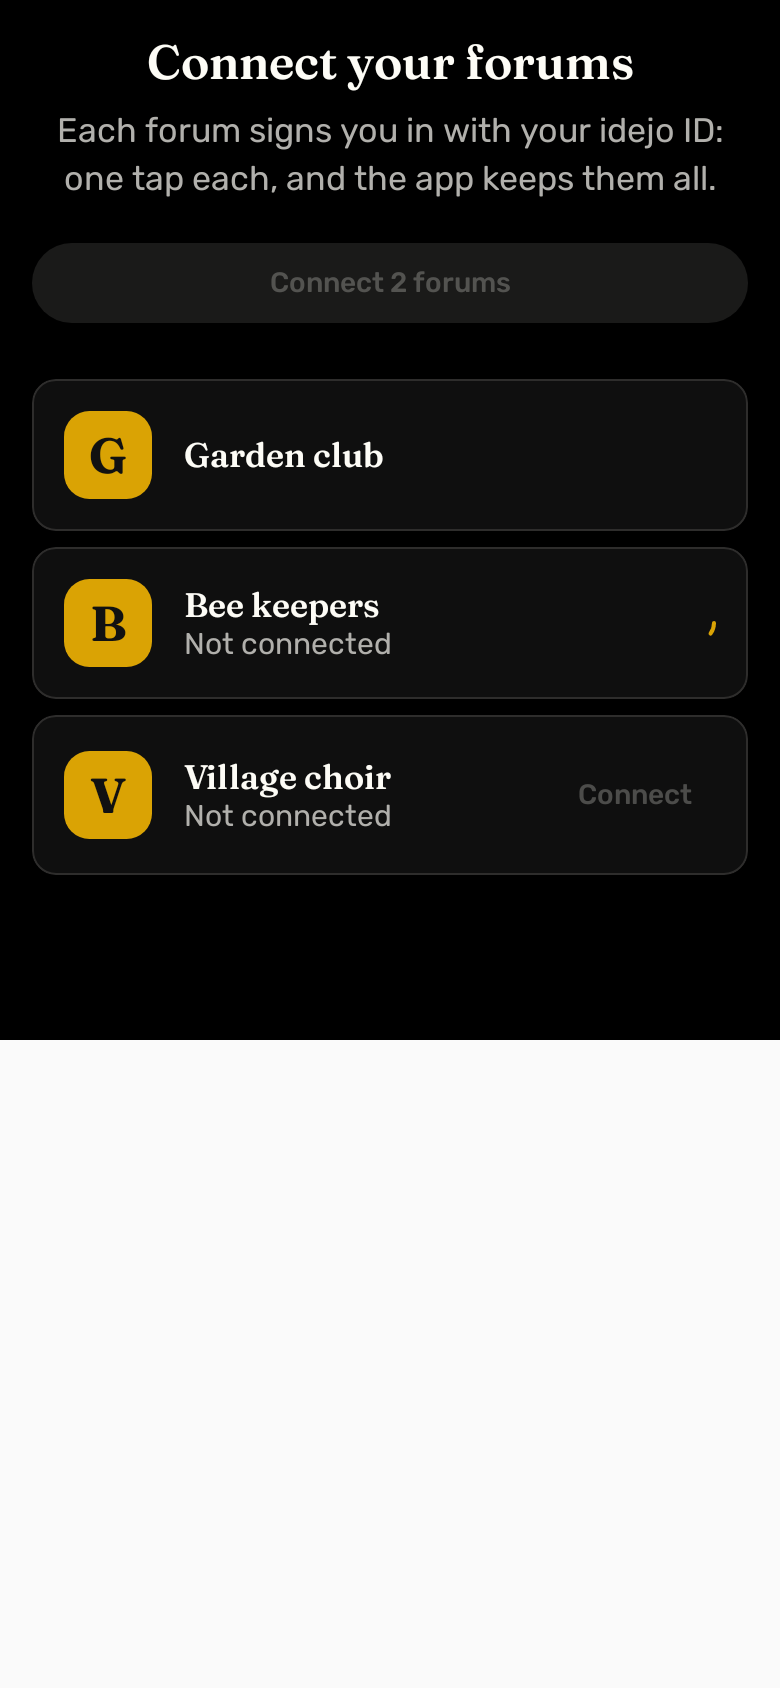 Connect your forums
Each forum signs you in with your idejo ID:
one tap each, and the app keeps them all.
Connect 2 forums
G
Garden club
B
Bee keepers
Not connected
V
Village choir
Not connected
Connect